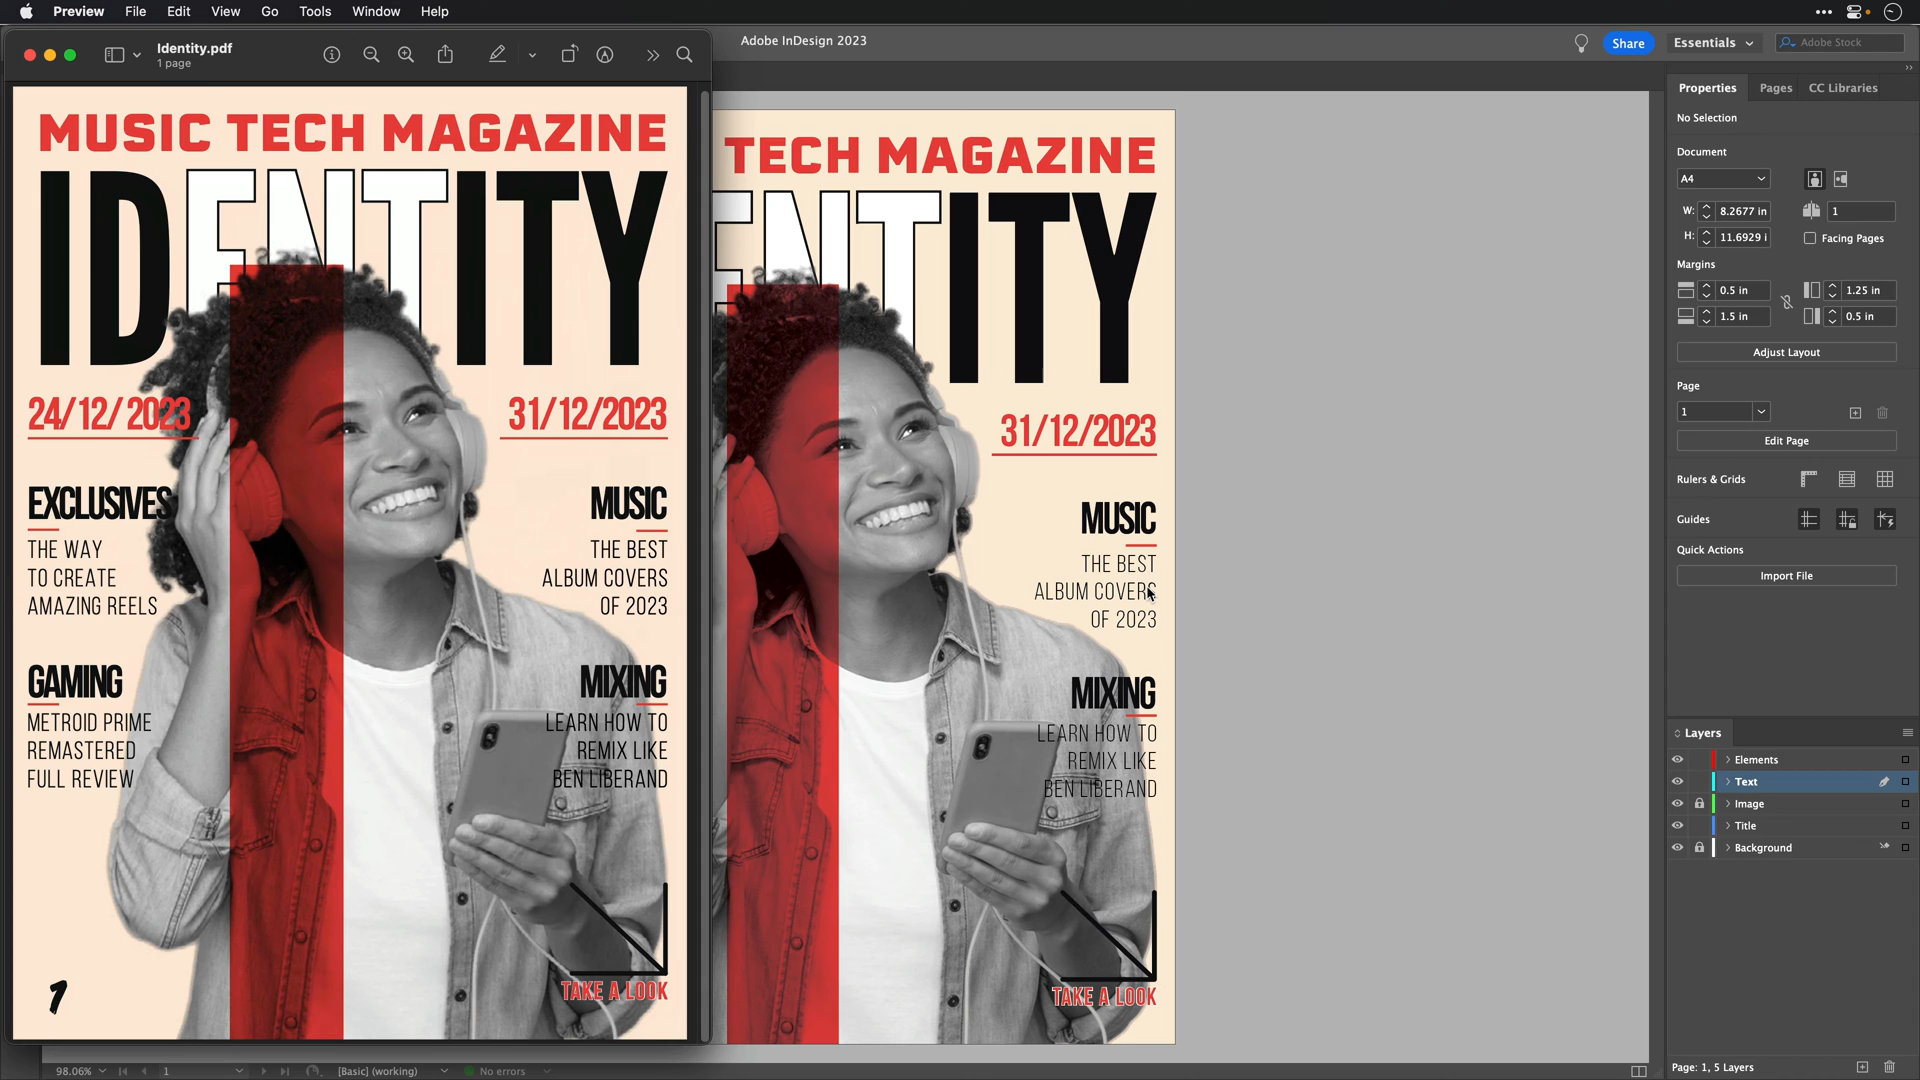 Preview File Edit View Go Tools Window Help
Identity.pdf
1 page
Adobe InDesign 2023
Share
Essentials
Adobe Stock
MUSIC TECH MAGAZINE
IDENTITY
24/12/ 2023
31/12/2023
EXCLUSIVES
THE WAY
TO CREATE
AMAZING REELS
MUSIC
THE BEST
ALBUM COVERS
OF 2023
GAMING
METROID PRIME
REMASTERED
FULL REVIEW
MIXING
LEARN HOW TO
REMIX LIKE
BEN LIBERAND
1
TAKE A LOOK
TECH MAGAZINE
ENTITY
31/12/2023
MUSIC
THE BEST
ALBUM COVERS
OF 2023
MIXING
LEARN HOW TO
REMIX LIKE
BEN LIBERAND
TAKE A LOOK
98.06% 1 [Basic] (working) No errors
Properties Pages CC Libraries
No Selection
Document
A4
W: 8.2677 in 1
H: 11.6929 i Facing Pages
Margins
0.5 in 1.25 in
1.5 in 0.5 in
Adjust Layout
Page
1
Edit Page
Rulers & Grids
Guides
Quick Actions
Import File
Layers
Elements
Text
Image
Title
Background
Page: 1, 5 Layers